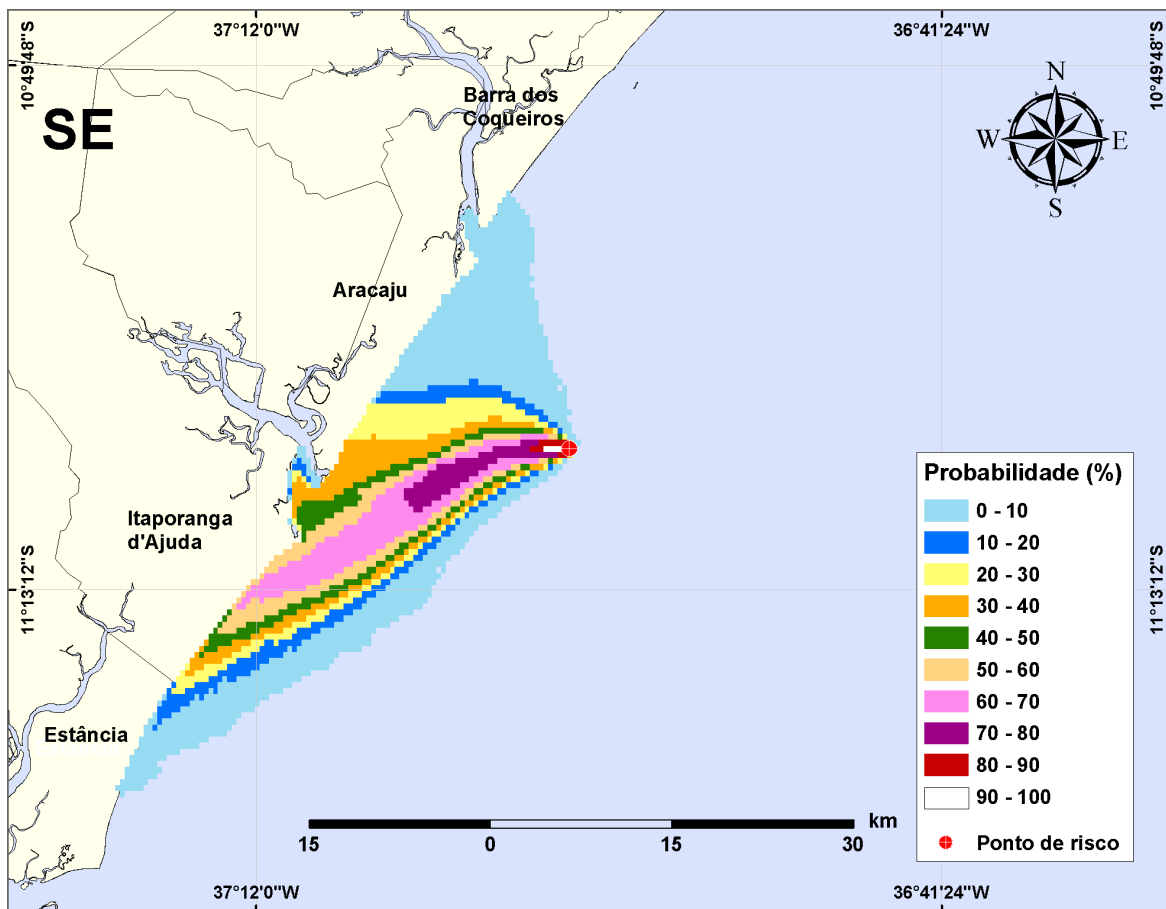 37°12'0"W
36°41'24"W
10°49'48"S
10°49'48"S
SE
Barra dos
Coqueiros
N
W
E
S
Aracaju
Itaporanga
d'Ajuda
11°13'12"S
11°13'12"S
Estância
Probabilidade (%)
0 - 10
10 - 20
20 - 30
30 - 40
40 - 50
50 - 60
60 - 70
70 - 80
80 - 90
90 - 100
Ponto de risco
km
15
0
15
30
37°12'0"W
36°41'24"W